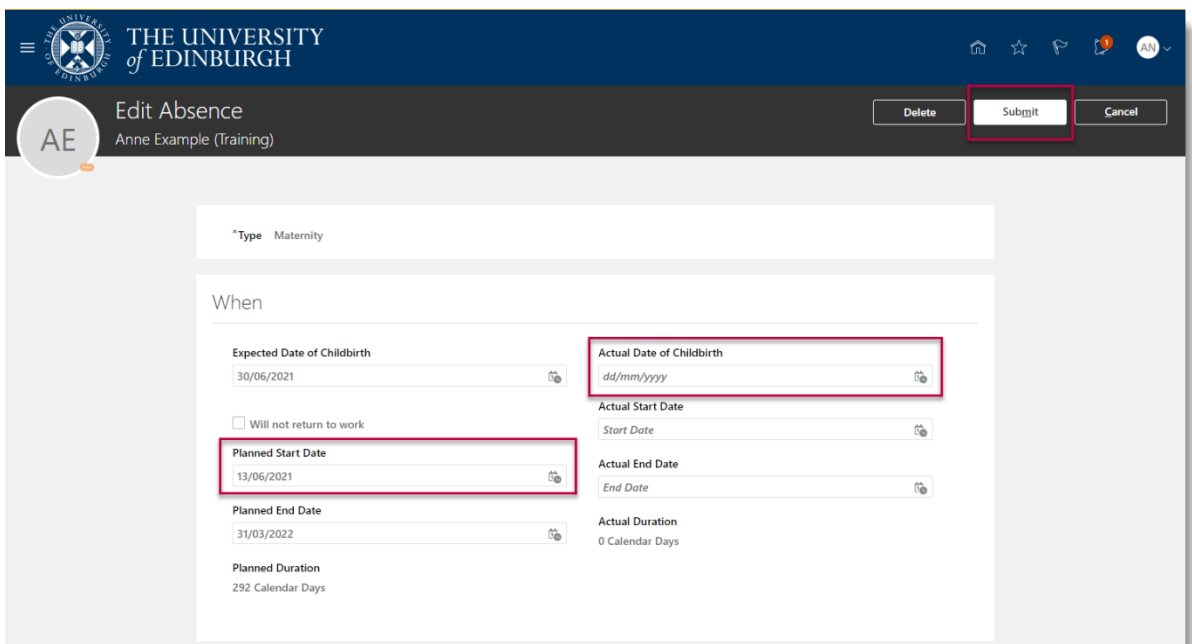 THE UNIVERSITY
of EDINBURGH
1
AN
Edit Absence
Delete
Submit
Cancel
AE
Anne Example (Training)
*Type Maternity
When
Expected Date of Childbirth
30/06/2021
Will not return to work
Planned Start Date
13/06/2021
Planned End Date
31/03/2022
Planned Duration
292 Calendar Days
Actual Date of Childbirth
dd/mm/yyyy
Actual Start Date
Start Date
Actual End Date
End Date
Actual Duration
0 Calendar Days